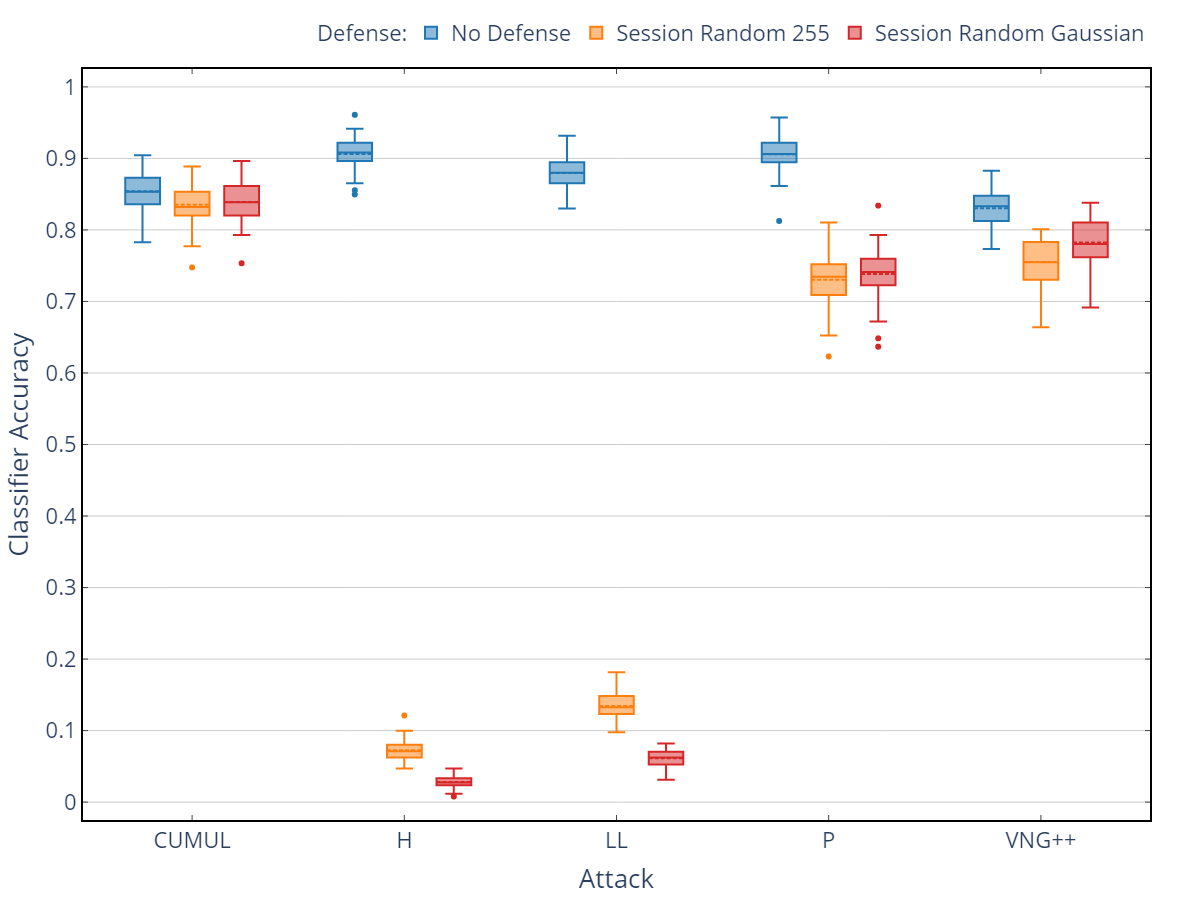 Defense: No Defense Session Random 255 Session Random Gaussian
1
0.9
0.8
0.7
0.6
0.5
0.4
0.3
0.2
0.1
0
Classifier Accuracy
CUMUL H LL P VNG++
Attack